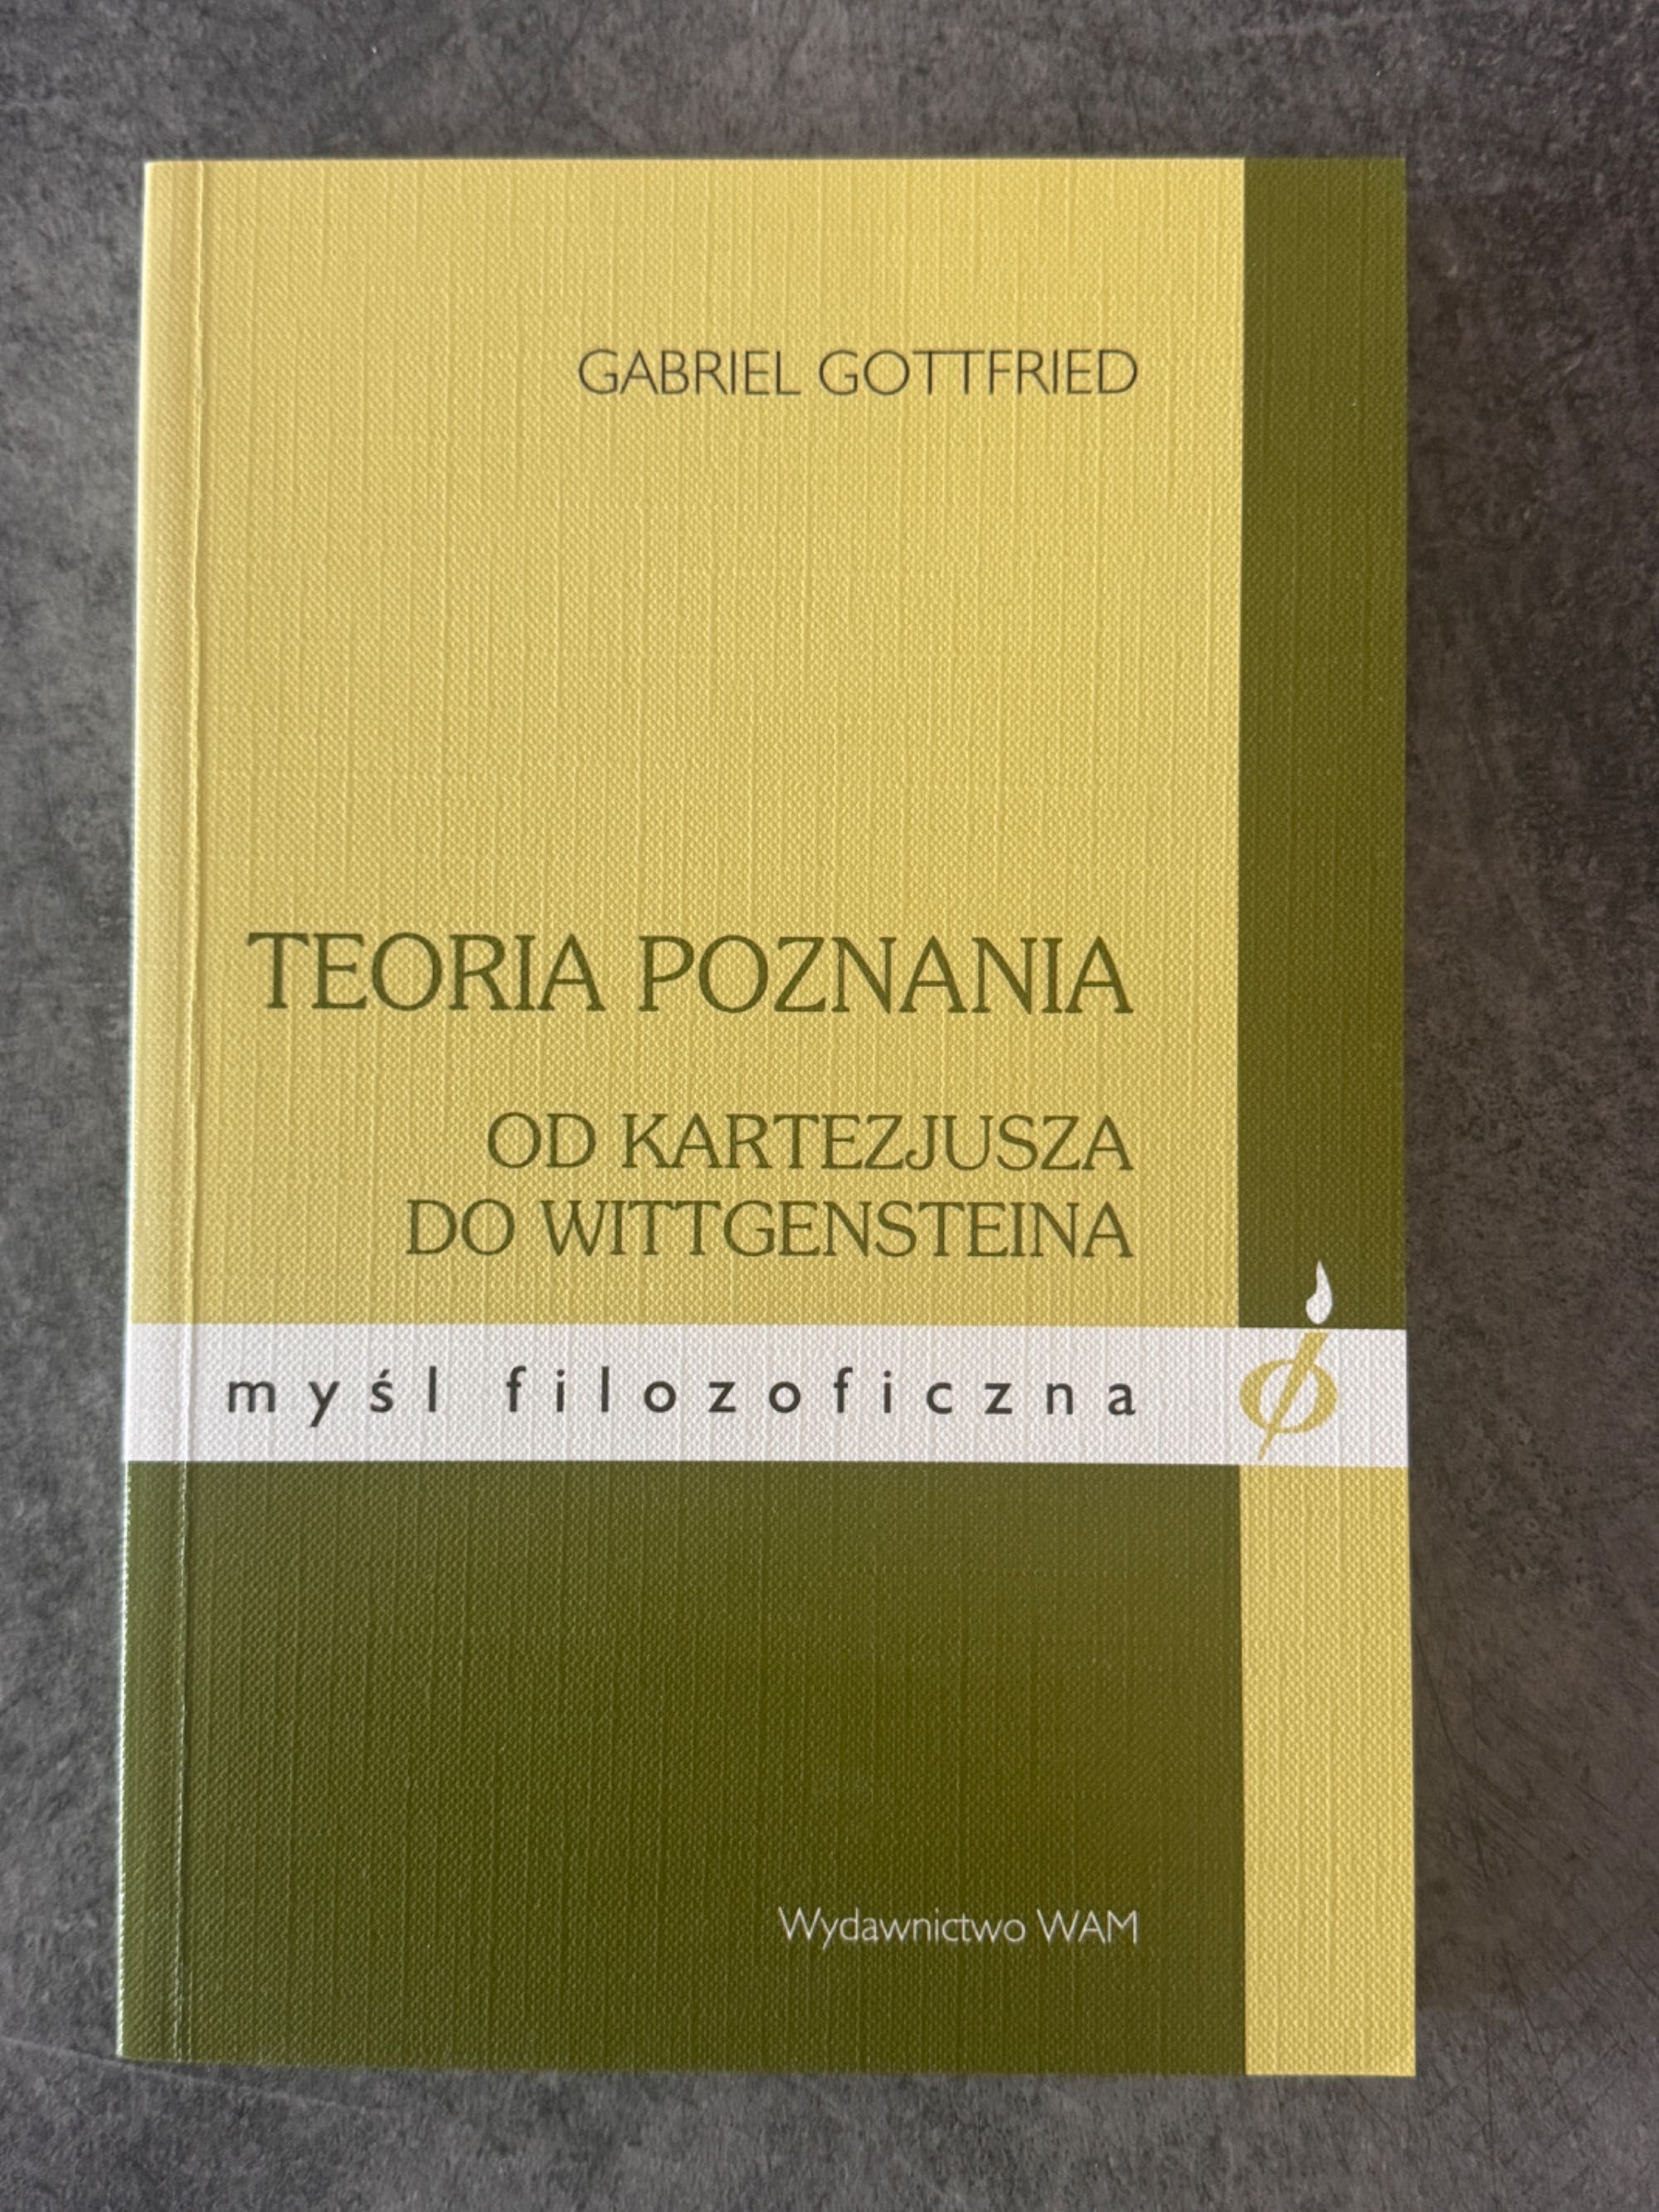 GABRIEL GOTTFRIED
TEORIA POZNANIA
OD KARTEZJUSZA
DO WITTGENSTEINA
myśl filozoficzna
Wydawnictwo WAM